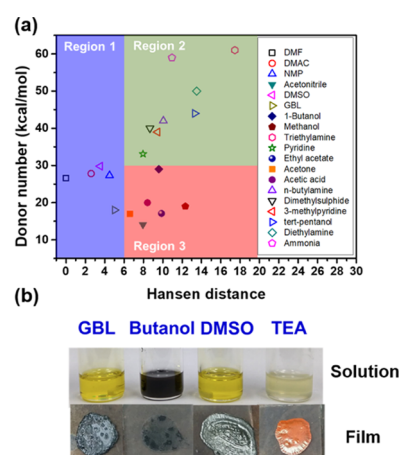 (a)
Region 1
Region 2
Region 3
Donor number (kcal/mol)
60
50
40
30
20
10
0 2 4 6 8 10 12 14 16 18 20 22 24 26 28 30
Hansen distance
DMF
DMAC
NMP
Acetonitrile
DMSO
GBL
1-Butanol
Methanol
Triethylamine
Pyridine
Ethyl acetate
Acetone
Acetic acid
n-butylamine
Dimethylsulphide
3-methylpyridine
tert-pentanol
Diethylamine
Ammonia
(b)
GBL Butanol DMSO TEA
Solution
Film